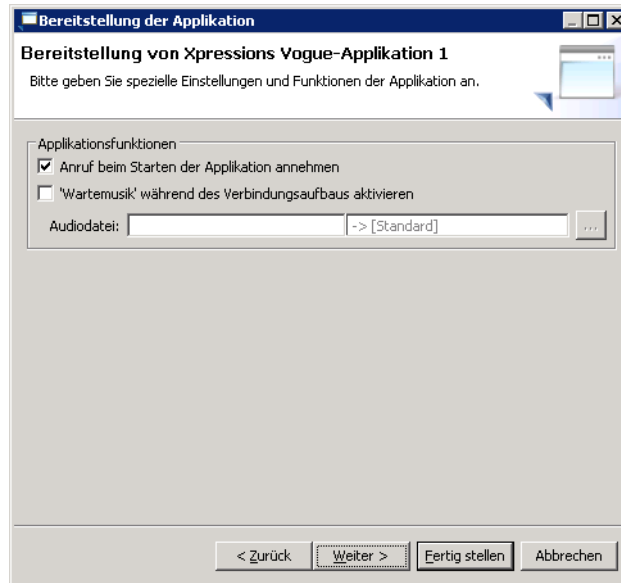 Bereitstellung der Applikation
Bereitstellung von Xpressions Vogue-Applikation 1
Bitte geben Sie spezielle Einstellungen und Funktionen der Applikation an.
Applikationsfunktionen
Anruf beim Starten der Applikation annehmen
'Wartemusik' während des Verbindungsaufbaus aktivieren
Audiodatei: -> [Standard] ...
< Zurück Weiter > Fertig stellen Abbrechen